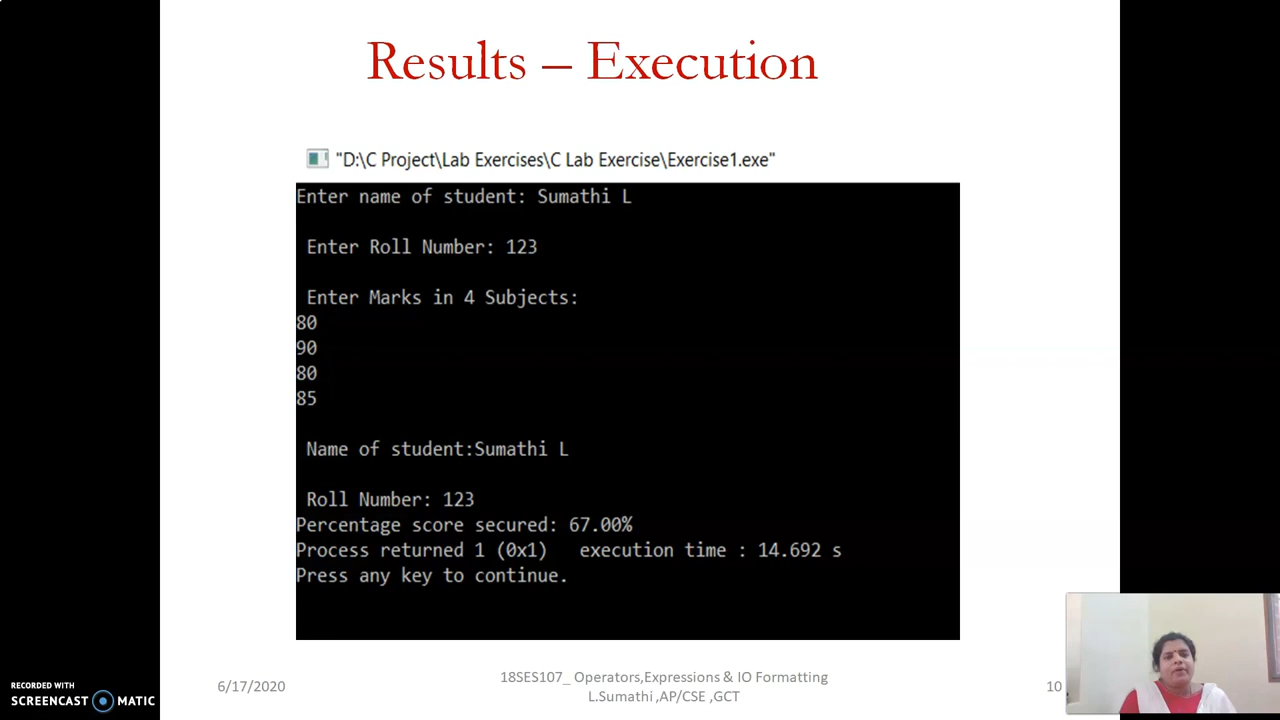 Results – Execution
"D:\C Project\Lab Exercises\C Lab Exercise\Exercise1.exe"
Enter name of student: Sumathi L
Enter Roll Number: 123
Enter Marks in 4 Subjects:
80
90
80
85
Name of student:Sumathi L
Roll Number: 123
Percentage score secured: 67.00%
Process returned 1 (0x1)   execution time : 14.692 s
Press any key to continue.
6/17/2020
18SES107_ Operators,Expressions & IO Formatting
L.Sumathi ,AP/CSE ,GCT
10
RECORDED WITH
SCREENCAST MATIC